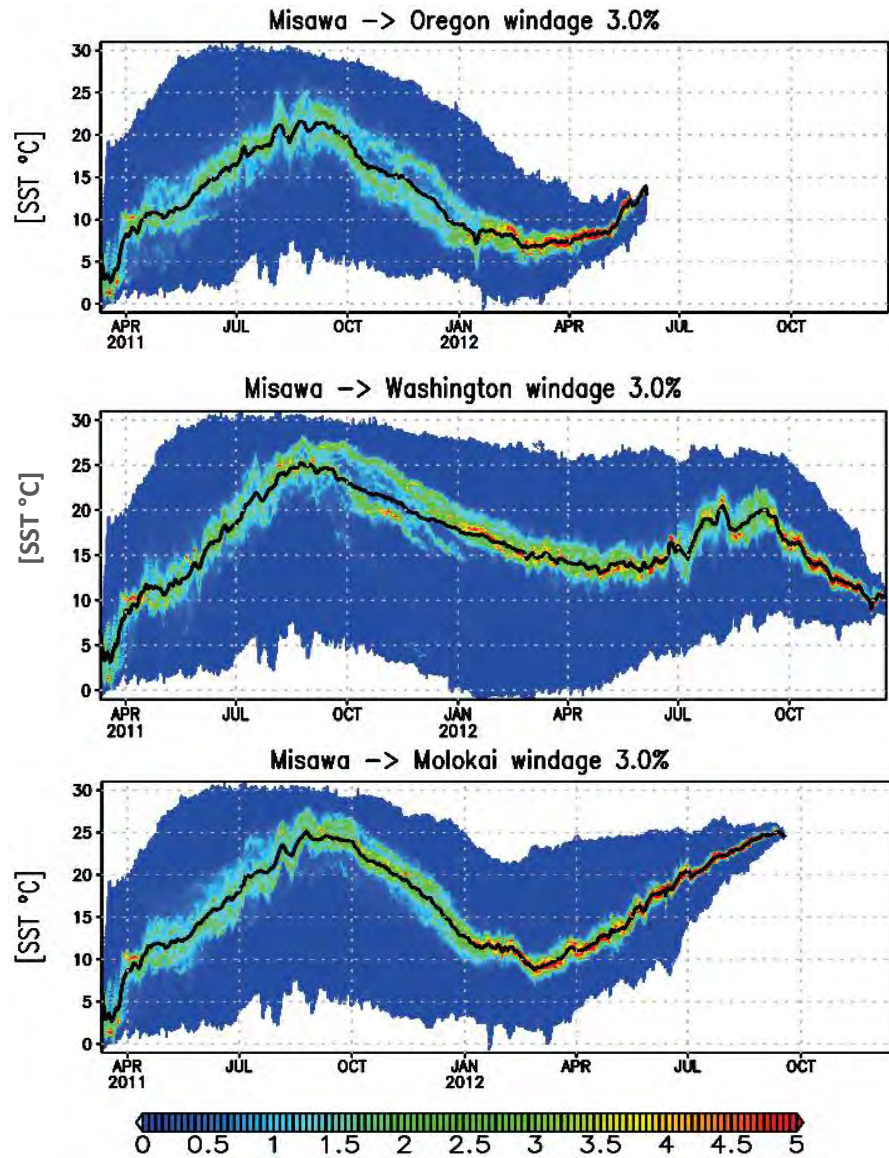 Misawa -> Oregon windage 3.0%
[SST °C]
30
25
20
15
10
5
0
APR JUL OCT JAN APR JUL OCT
2011 2012
Misawa -> Washington windage 3.0%
[SST °C]
30
25
20
15
10
5
0
APR JUL OCT JAN APR JUL OCT
2011 2012
Misawa -> Molokai windage 3.0%
[SST °C]
30
25
20
15
10
5
0
APR JUL OCT JAN APR JUL OCT
2011 2012
0 0.5 1 1.5 2 2.5 3 3.5 4 4.5 5